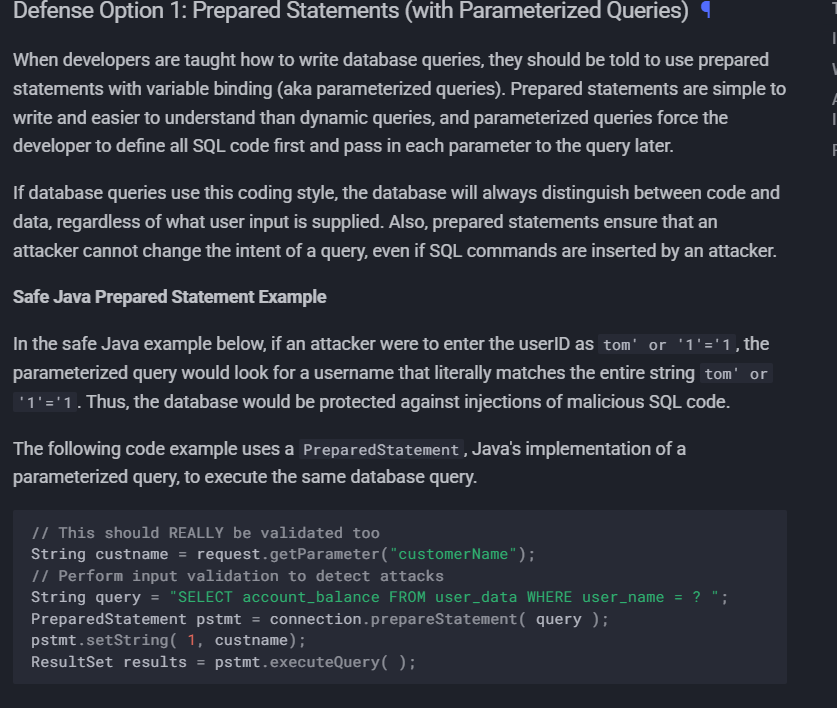 Defense Option 1: Prepared Statements (with Parameterized Queries) ¶
When developers are taught how to write database queries, they should be told to use prepared
statements with variable binding (aka parameterized queries). Prepared statements are simple to
write and easier to understand than dynamic queries, and parameterized queries force the
developer to define all SQL code first and pass in each parameter to the query later.
If database queries use this coding style, the database will always distinguish between code and
data, regardless of what user input is supplied. Also, prepared statements ensure that an
attacker cannot change the intent of a query, even if SQL commands are inserted by an attacker.
Safe Java Prepared Statement Example
In the safe Java example below, if an attacker were to enter the userID as tom' or '1'='1, the
parameterized query would look for a username that literally matches the entire string tom' or
'1'='1. Thus, the database would be protected against injections of malicious SQL code.
The following code example uses a PreparedStatement, Java's implementation of a
parameterized query, to execute the same database query.
// This should REALLY be validated too
String custname = request.getParameter("customerName");
// Perform input validation to detect attacks
String query = "SELECT account_balance FROM user_data WHERE user_name = ? ";
PreparedStatement pstmt = connection.prepareStatement( query );
pstmt.setString( 1, custname);
ResultSet results = pstmt.executeQuery( );